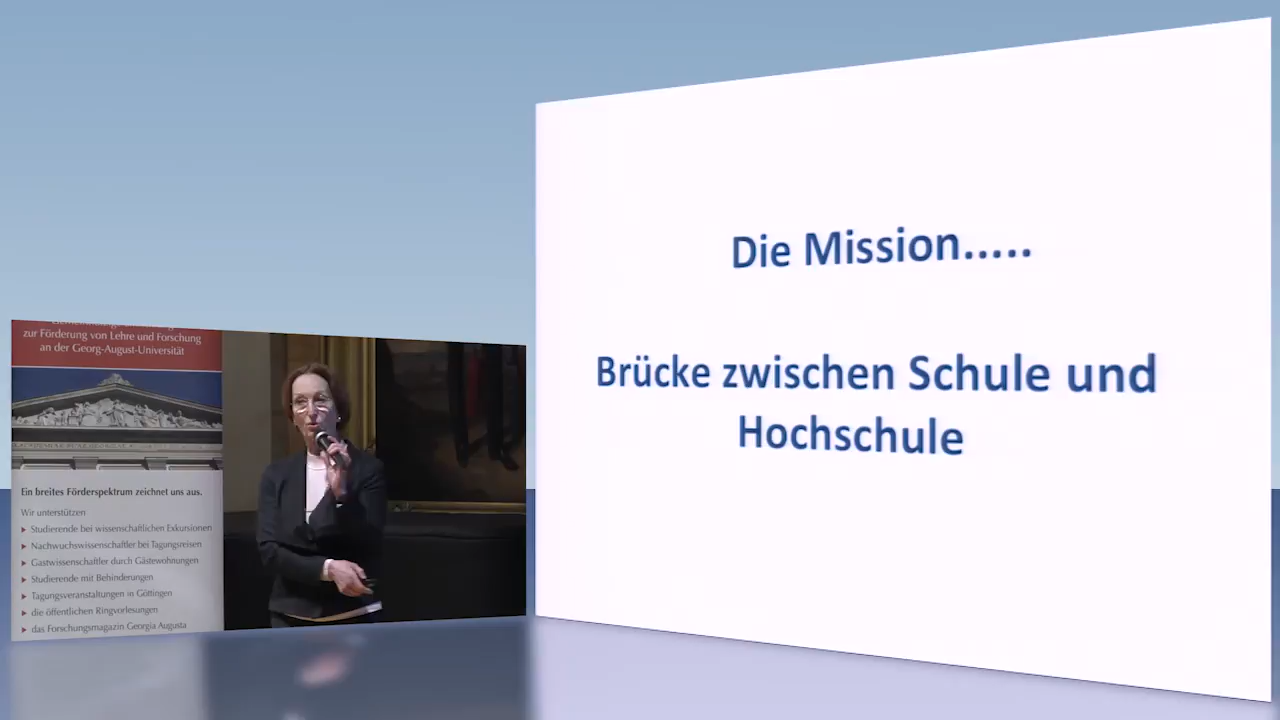 zur Förderung von Lehre und Forschung
an der Georg-August-Universität
Ein breites Förderspektrum zeichnet uns aus.
Wir unterstützen
Studierende bei wissenschaftlichen Exkursionen
Nachwuchswissenschaftler bei Tagungsreisen
Gastwissenschaftler durch Gästewohnungen
Studierende mit Behinderungen
Tagungsveranstaltungen in Göttingen
die öffentlichen Ringvorlesungen
das Forschungsmagazin Georgia Augusta
Die Mission.....
Brücke zwischen Schule und
Hochschule